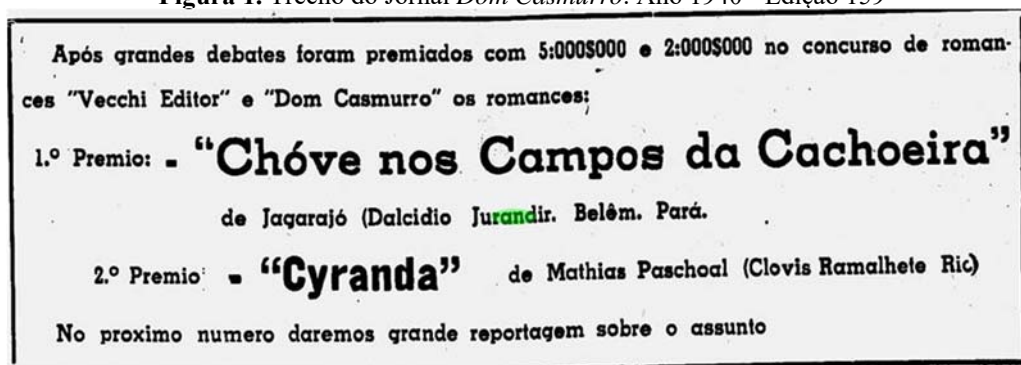 Figura 1. Trecho do Jornal Dom Casmurro. Ano 1940 - Edição 159
Após grandes debates foram premiados com 5:000$000 e 2:000$000 no concurso de roman-
ces "Vecchi Editor" e "Dom Casmurro" os romances:
1.º Premio: - "Chóve nos Campos da Cachoeira"
de Jagarajó (Dalcidio Jurandir. Belêm. Pará.
2.º Premio: - "Cyranda" de Mathias Paschoal (Clovis Ramalhete Ric)
No proximo numero daremos grande reportagem sobre o assunto